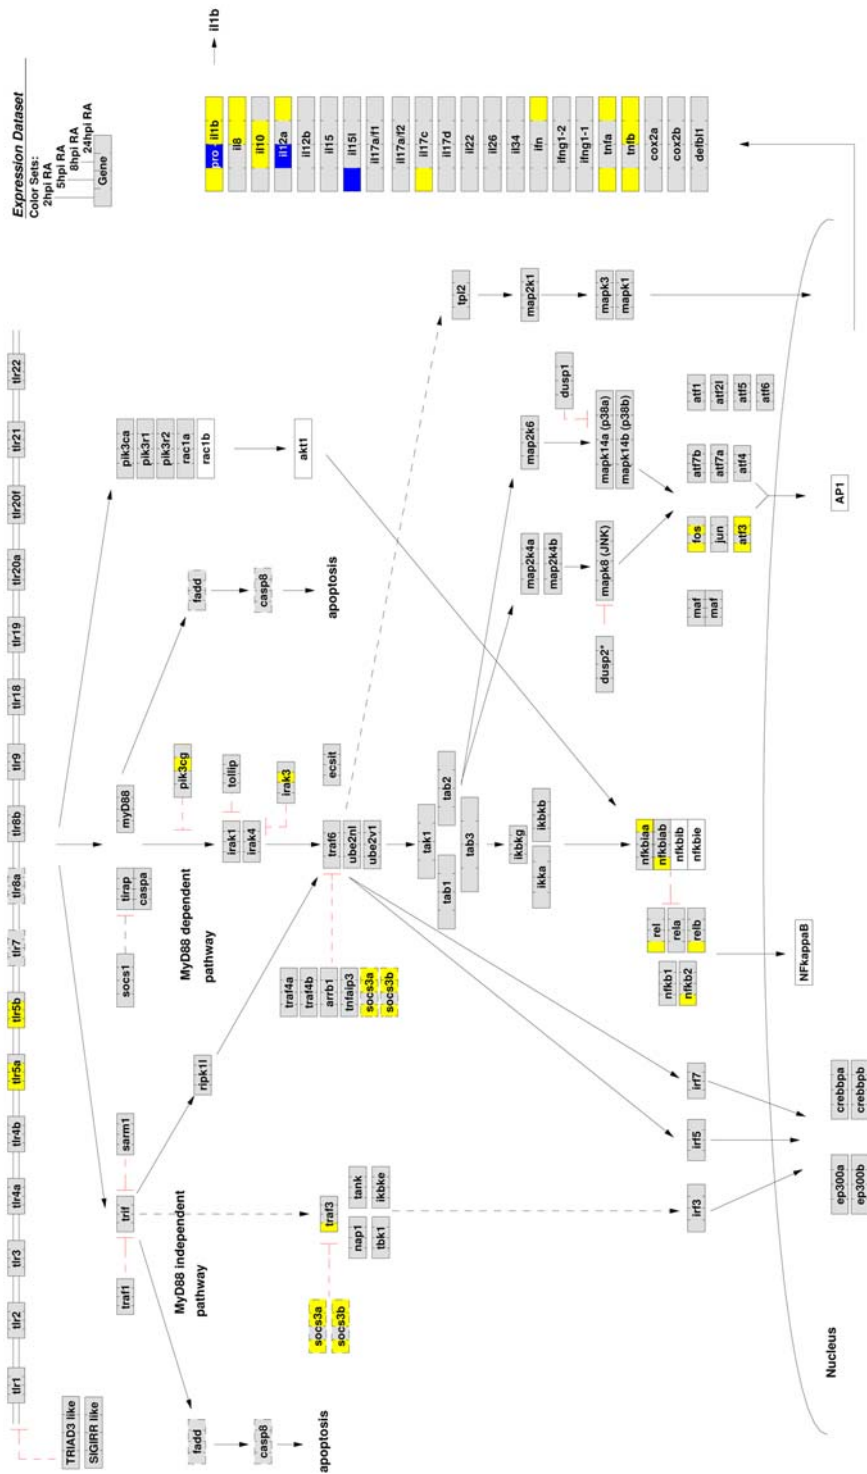 Expression Dataset
Color Sets:
2hpi RA
5hpi RA
8hpi RA
24hpi RA
Gene
tlr1
tlr2
tlr3
tlr4a
tlr4b
tlr5a
tlr5b
tlr7
tlr8a
tlr8b
tlr9
tlr18
tlr19
tlr20a
tlr20f
tlr21
tlr22
TRIAD3 like
SIGIRR like
traf1
trif
sarm1
socs1
tirap
caspa
myD88
pik3ca
pik3r1
pik3r2
rac1a
rac1b
MyD88 independent
pathway
MyD88 dependent
pathway
fadd
casp8
apoptosis
ripk1l
pik3cg
tollip
irak1
irak4
irak3
fadd
casp8
apoptosis
akt1
socs3a
socs3b
traf3
nap1
tank
tbk1
ikbke
traf4a
traf4b
arrb1
tnfaip3
socs3a
socs3b
traf6
ube2nl
ube2v1
ecsit
tak1
tab1
tab2
tab3
ikbkg
ikka
ikbkb
tpl2
map2k1
mapk3
mapk1
map2k4a
map2k4b
map2k6
dusp2*
mapk8 (JNK)
dusp1
mapk14a (p38a)
mapk14b (p38b)
irf3
irf5
irf7
nfkb1
nfkb2
rel
rela
relb
nfkbiaa
nfkbiab
nfkbib
nfkbie
maf
maf
fos
jun
atf3
atf7b
atf7a
atf4
atf1
atf2l
atf5
atf6
NFkappaB
AP1
Nucleus
ep300a
ep300b
crebbpa
crebbpb
pro il1b
il1b
il8
il10
il12a
il12b
il15
il15l
il17a/f1
il17a/f2
il17c
il17d
il22
il26
il34
ifn
ifng1-2
ifng1-1
tnfa
tnfb
cox2a
cox2b
defbl1